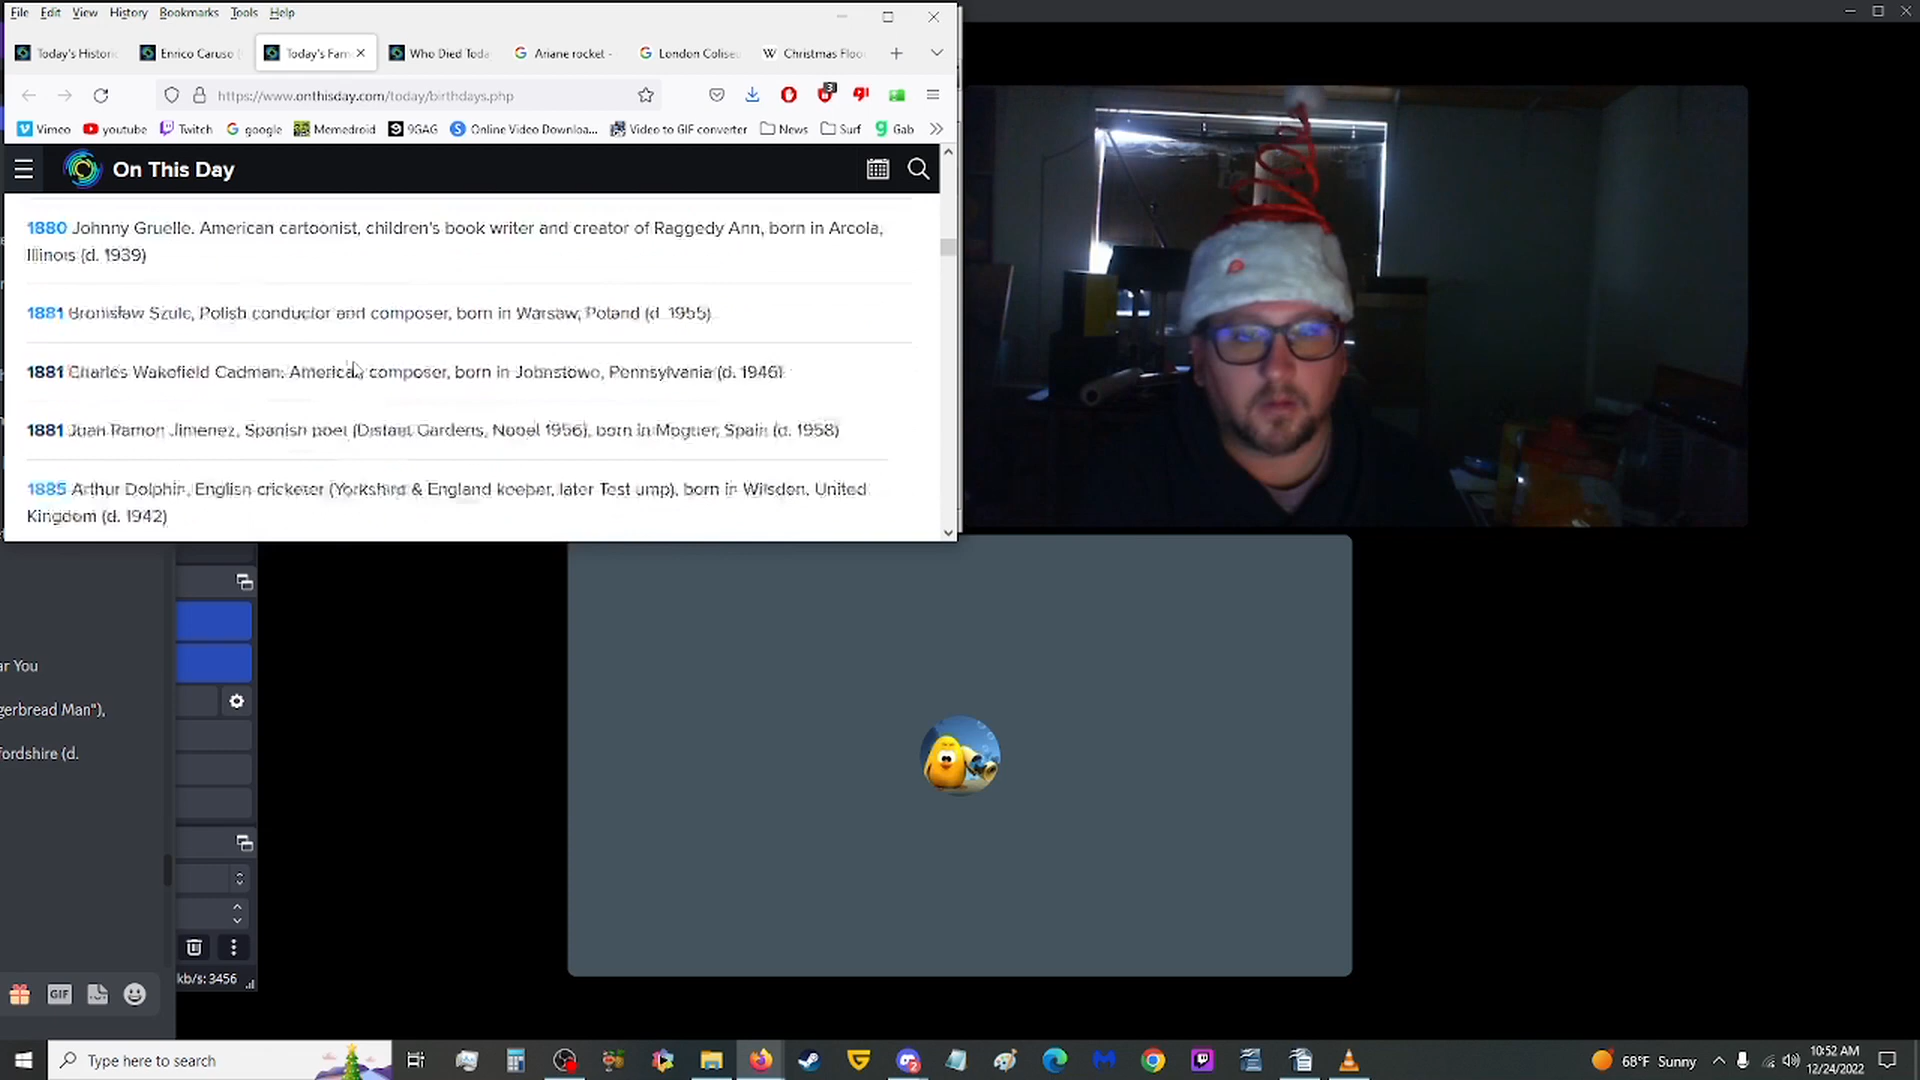 File Edit View History Bookmarks Tools Help
Today's Histori Enrico Caruso Today's Fam Who Died Toda Ariane rocket - London Colise Christmas Floo
https://www.onthisday.com/today/birthdays.php 3
Vimeo youtube Twitch google Memedroid 9GAG Online Video Downloa... Video to GIF converter News Surf Gab
On This Day
1880 Johnny Gruelle. American cartoonist, children's book writer and creator of Raggedy Ann, born in Arcola,
Illinois (d. 1939)
1881 Bronisław Szulc, Polish conductor and composer, born in Warsaw, Poland (d. 1955)
1881 Charles Wakefield Cadman. American composer, born in Johnstown, Pennsylvania (d. 1946)
1881 Juan Ramon Jimenez, Spanish poet (Distant Gardens, Nobel 1956), born in Moguer, Spain (d. 1958)
1885 Arthur Dolphin, English cricketer (Yorkshire & England keeper, later Test ump), born in Wilsden, United
Kingdom (d. 1942)
ar You
gerbread Man"),
fordshire (d.
kb/s: 3456
GIF
Type here to search
68°F Sunny
10:52 AM
12/24/2022